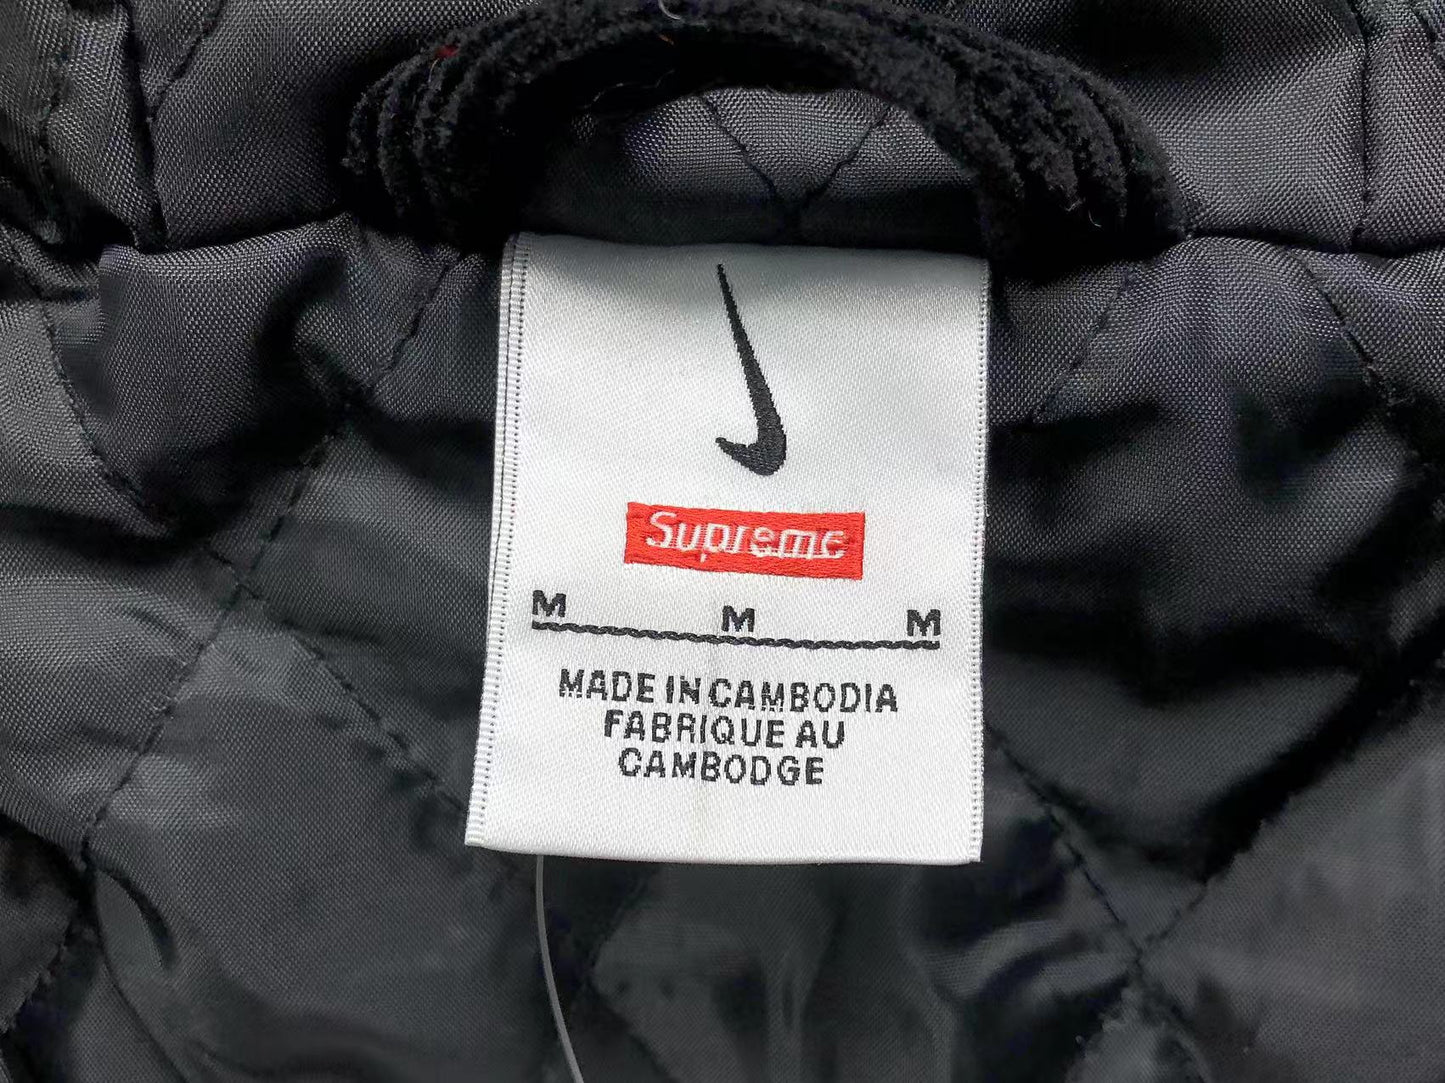 Supreme
M M M
MADE IN CAMBODIA
FABRIQUE AU
CAMBODGE